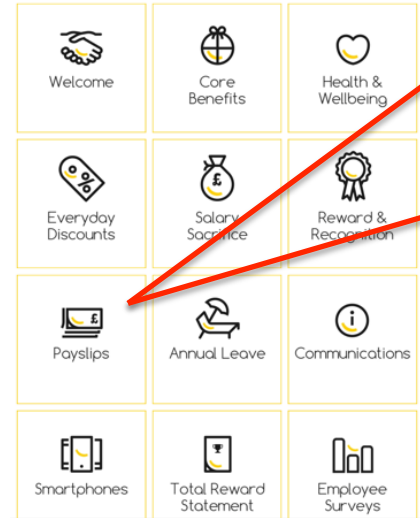 Welcome
Core
Benefits
Health &
Wellbeing
%
Everyday
Discounts
£
Salary
Sacrifice
Reward &
Recognition
£
Payslips
Annual Leave
i
Communications
Smartphones
Total Reward
Statement
Employee
Surveys